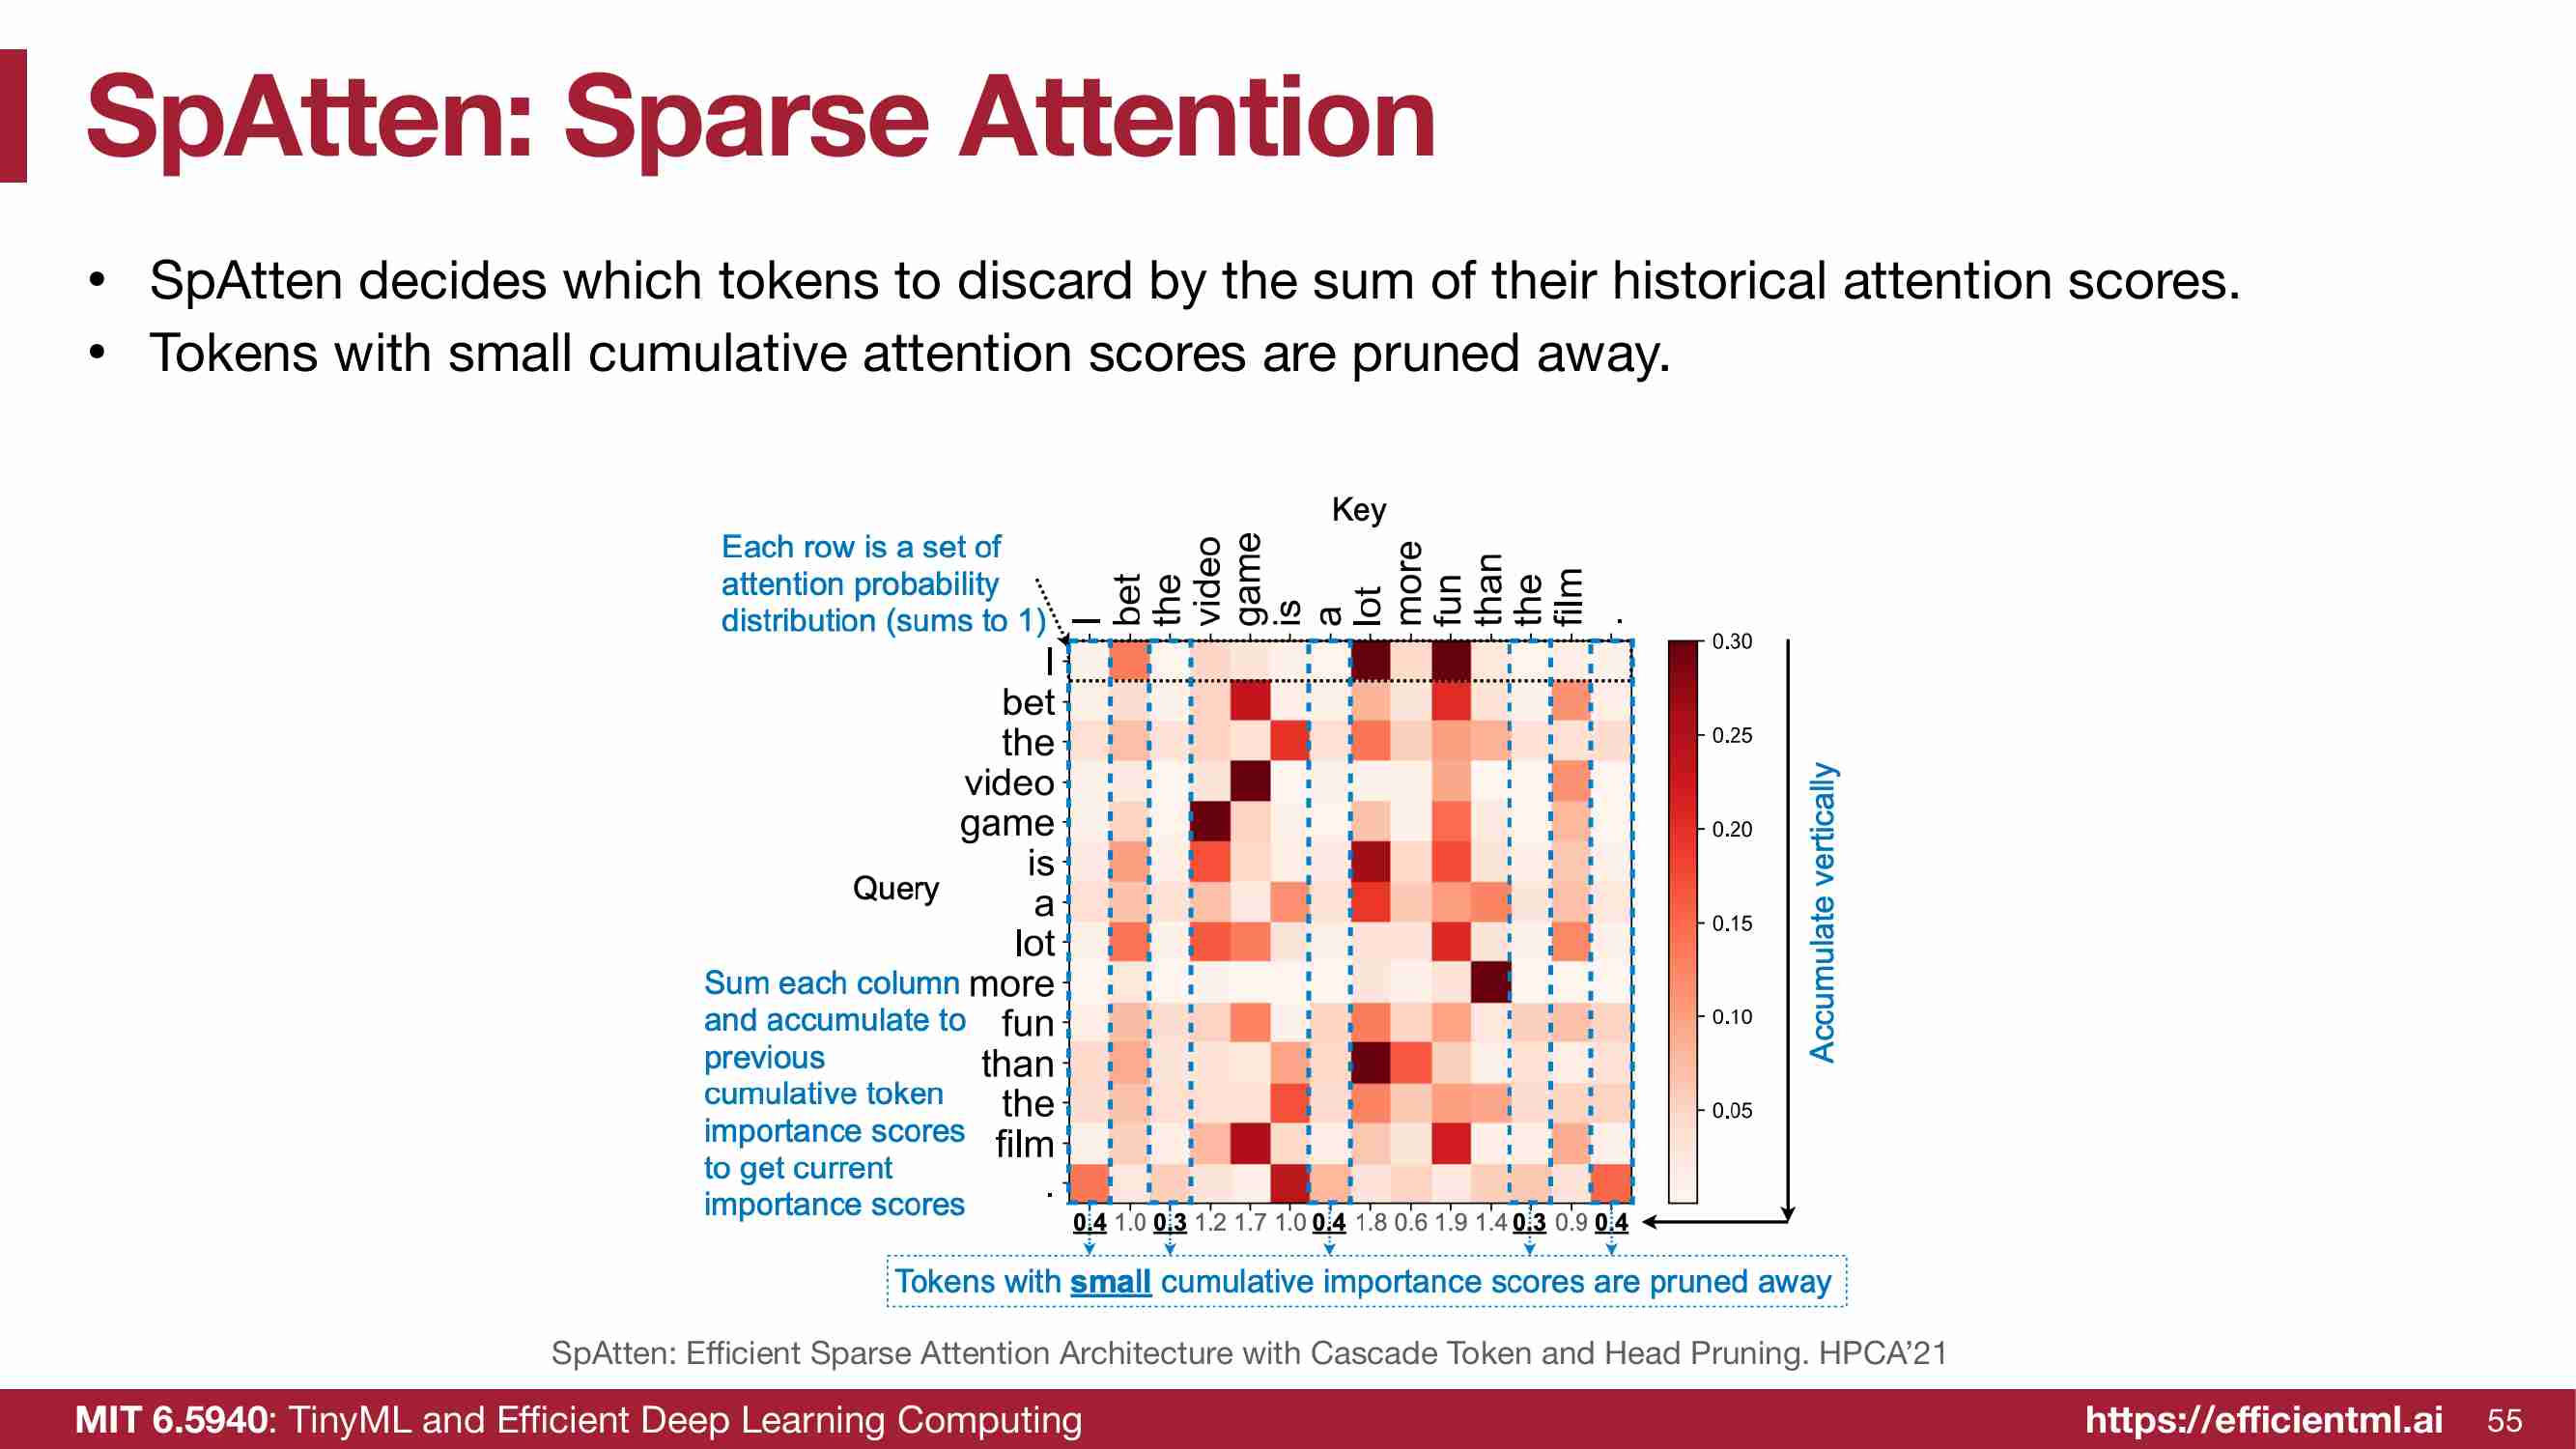 SpAtten: Sparse Attention
• SpAtten decides which tokens to discard by the sum of their historical attention scores.
• Tokens with small cumulative attention scores are pruned away.
Key
Each row is a set of
attention probability
distribution (sums to 1)
I bet the video game is a lot more fun than the film .
I
bet
the
video
game
is
a
lot
more
fun
than
the
film
.
Query
Sum each column
and accumulate to
previous
cumulative token
importance scores
to get current
importance scores
0.30
0.25
0.20
0.15
0.10
0.05
Accumulate vertically
0.4 1.0 0.3 1.2 1.7 1.0 0.4 1.8 0.6 1.9 1.4 0.3 0.9 0.4
Tokens with small cumulative importance scores are pruned away
SpAtten: Efficient Sparse Attention Architecture with Cascade Token and Head Pruning. HPCA’21
MIT 6.5940: TinyML and Efficient Deep Learning Computing
https://efficientml.ai 55